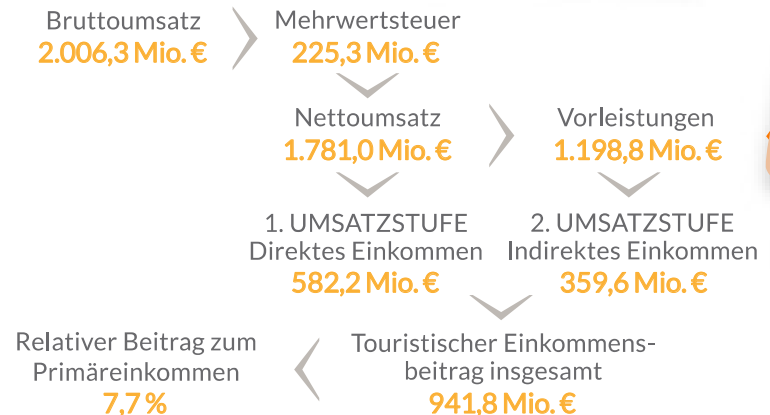 Bruttoumsatz
2.006,3 Mio. €
Mehrwertsteuer
225,3 Mio. €
Nettoumsatz
1.781,0 Mio. €
Vorleistungen
1.198,8 Mio. €
1. UMSATZSTUFE
Direktes Einkommen
582,2 Mio. €
2. UMSATZSTUFE
Indirektes Einkommen
359,6 Mio. €
Relativer Beitrag zum
Primäreinkommen
7,7 %
Touristischer Einkommens-
beitrag insgesamt
941,8 Mio. €